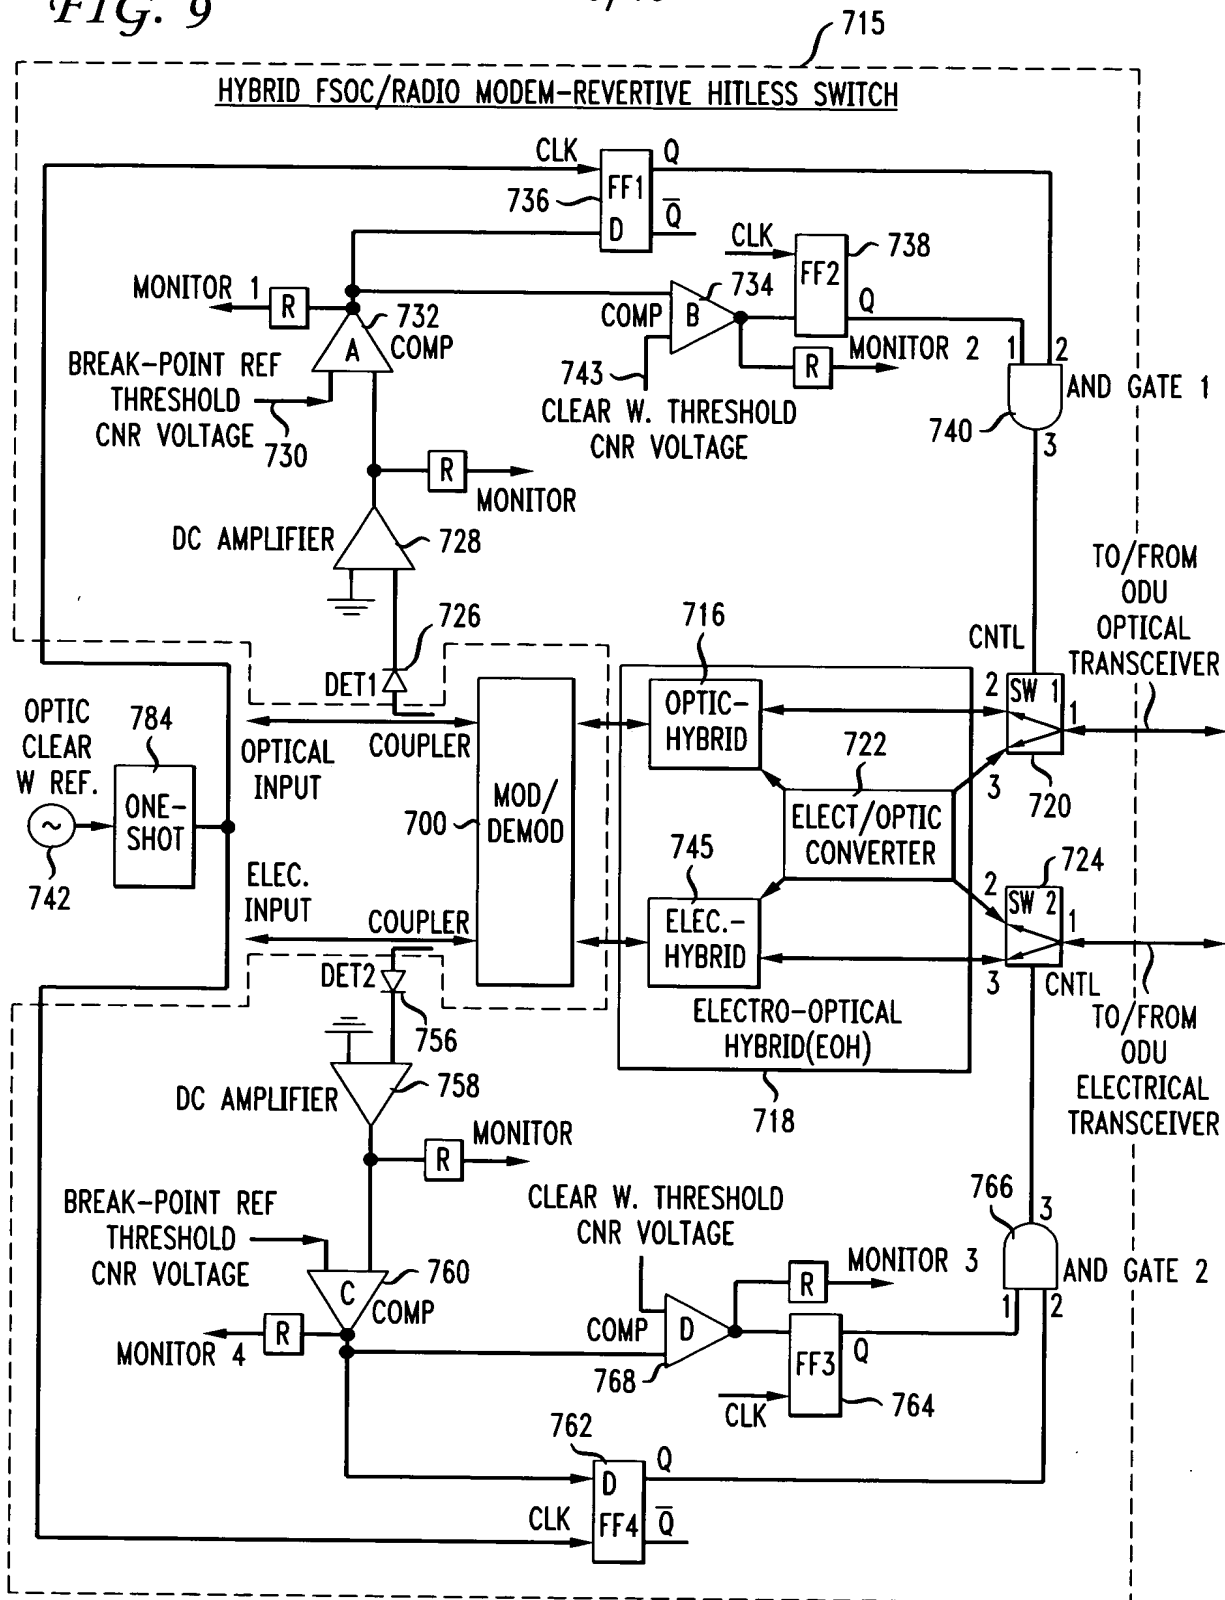 FIG. 9
715
HYBRID FSOC/RADIO MODEM-REVERTIVE HITLESS SWITCH
CLK
Q
FF1
736
D
Q̅
CLK
738
FF2
734
MONITOR 1
R
732
COMP
A
COMP
B
Q
BREAK-POINT REF
THRESHOLD
CNR VOLTAGE
730
743
R
MONITOR 2
1
2
CLEAR W. THRESHOLD
CNR VOLTAGE
AND GATE 1
740
3
R
MONITOR
DC AMPLIFIER
728
TO/FROM
ODU
OPTICAL
TRANSCEIVER
726
716
CNTL
DET1
OPTIC
CLEAR
W REF.
784
ONE-
SHOT
~
742
OPTICAL
INPUT
COUPLER
OPTIC-
HYBRID
2
SW 1
1
3
720
722
700
MOD/
DEMOD
ELECT/OPTIC
CONVERTER
745
724
ELEC.
INPUT
COUPLER
ELEC.-
HYBRID
2
SW 2
1
3
CNTL
DET2
756
ELECTRO-OPTICAL
HYBRID(EOH)
718
TO/FROM
ODU
ELECTRICAL
TRANSCEIVER
DC AMPLIFIER
758
R
MONITOR
BREAK-POINT REF
THRESHOLD
CNR VOLTAGE
CLEAR W. THRESHOLD
CNR VOLTAGE
766
3
760
C
COMP
R
MONITOR 3
AND GATE 2
1
2
R
MONITOR 4
COMP
D
768
FF3
Q
CLK
764
762
D
Q
CLK
FF4
Q̅